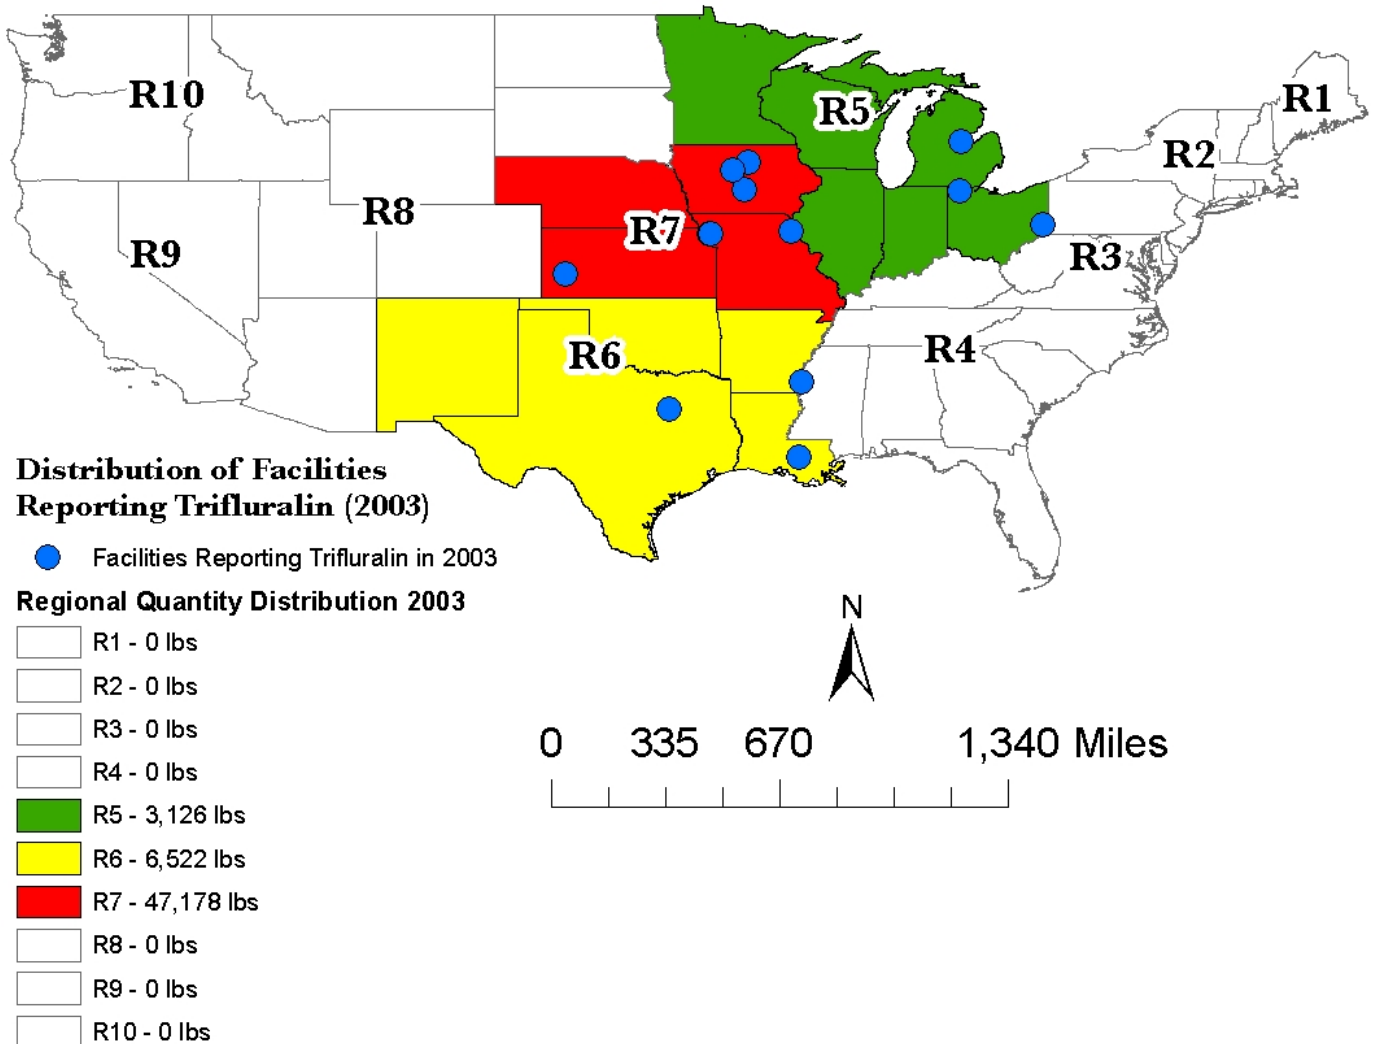 R10
R5
R1
R2
R8
R7
R9
R3
R6
R4
Distribution of Facilities
Reporting Trifluralin (2003)
Facilities Reporting Trifluralin in 2003
Regional Quantity Distribution 2003
R1 - 0 lbs
R2 - 0 lbs
R3 - 0 lbs
R4 - 0 lbs
R5 - 3,126 lbs
R6 - 6,522 lbs
R7 - 47,178 lbs
R8 - 0 lbs
R9 - 0 lbs
R10 - 0 lbs
N
0 335 670 1,340 Miles